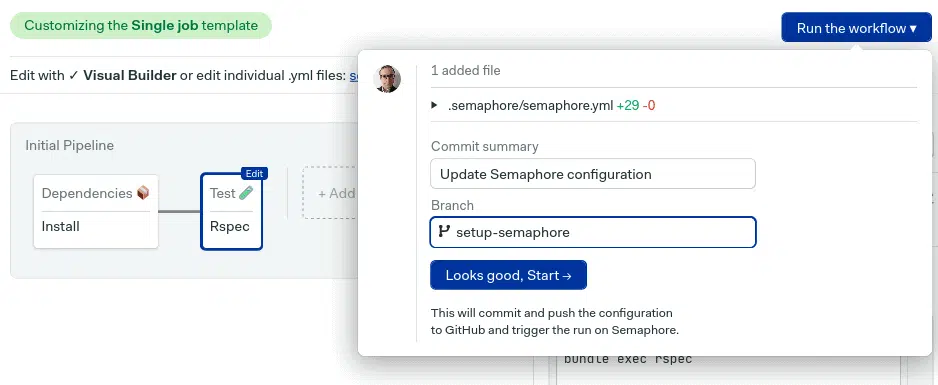 Customizing the Single job template
Run the workflow ▾
Edit with ✓ Visual Builder or edit individual .yml files:
1 added file
▸ .semaphore/semaphore.yml +29 -0
Initial Pipeline
Commit summary
Edit
Dependencies
Test
+ Add
Update Semaphore configuration
Install
Rspec
Branch
setup-semaphore
Looks good, Start →
This will commit and push the configuration
to GitHub and trigger the run on Semaphore.
bundle exec rspec